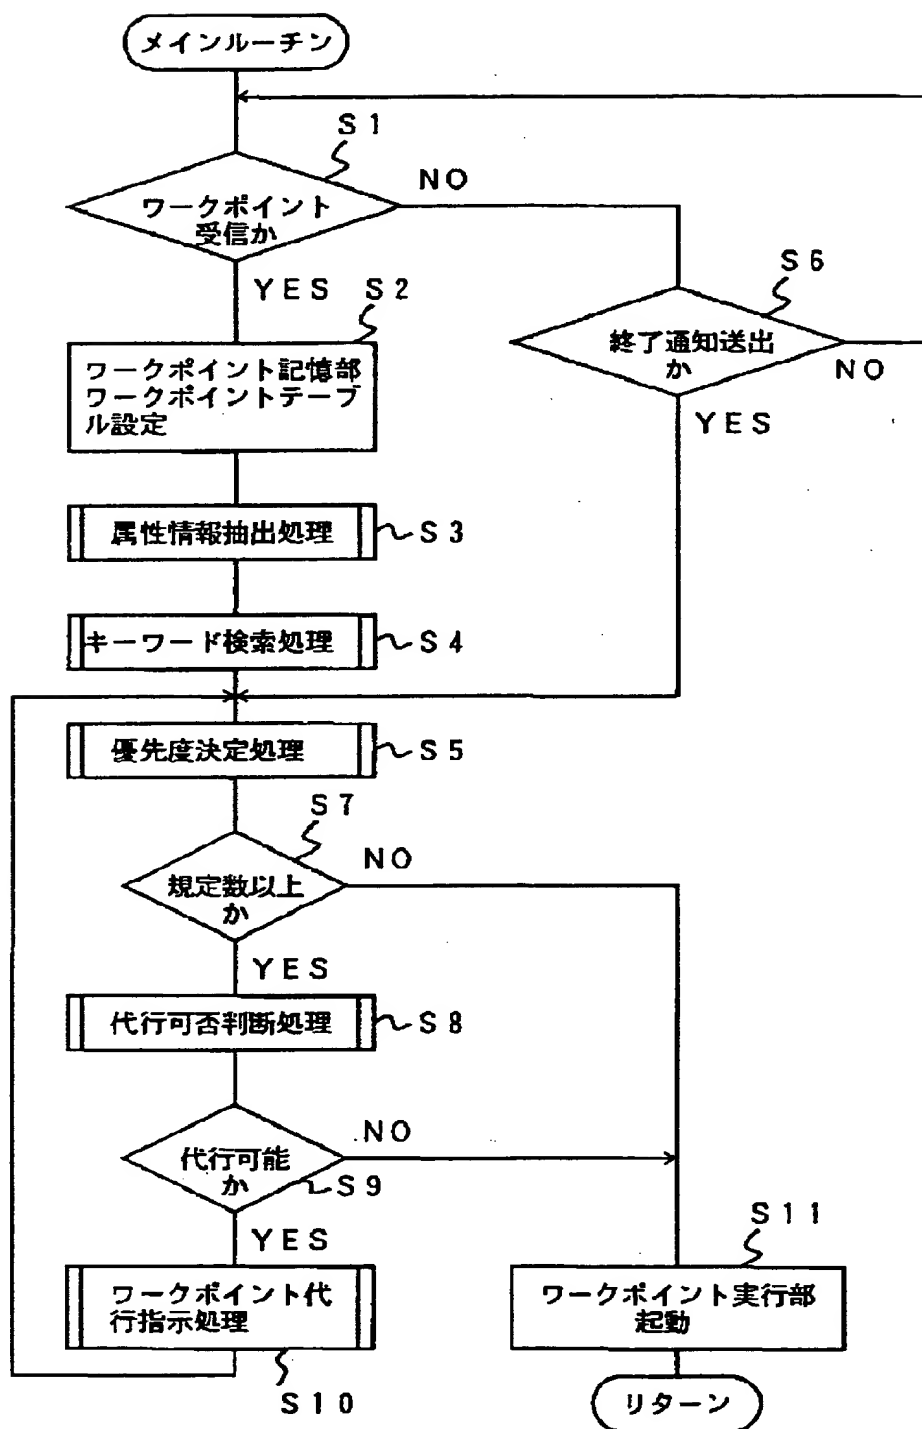 メインルーチン
S1
ワークポイント
受信か
NO
YES
S2
S6
終了通知送出
か
NO
YES
ワークポイント記憶部
ワークポイントテーブ
ル設定
属性情報抽出処理
S3
キーワード検索処理
S4
優先度決定処理
S5
S7
規定数以上
か
NO
YES
代行可否判断処理
S8
代行可能
か
NO
S9
YES
S11
ワークポイント代
行指示処理
S10
ワークポイント実行部
起動
リターン